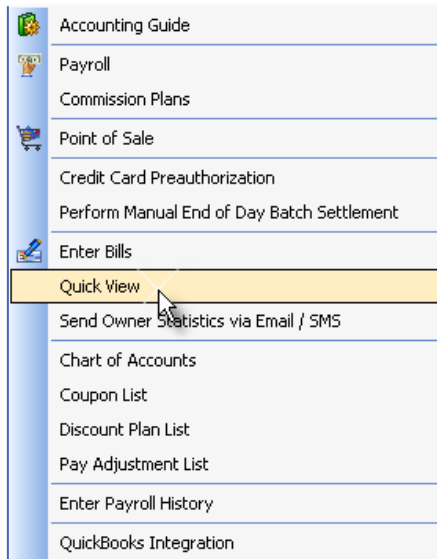 Accounting Guide
Payroll
Commission Plans
Point of Sale
Credit Card Preauthorization
Perform Manual End of Day Batch Settlement
Enter Bills
Quick View
Send Owner Statistics via Email / SMS
Chart of Accounts
Coupon List
Discount Plan List
Pay Adjustment List
Enter Payroll History
QuickBooks Integration